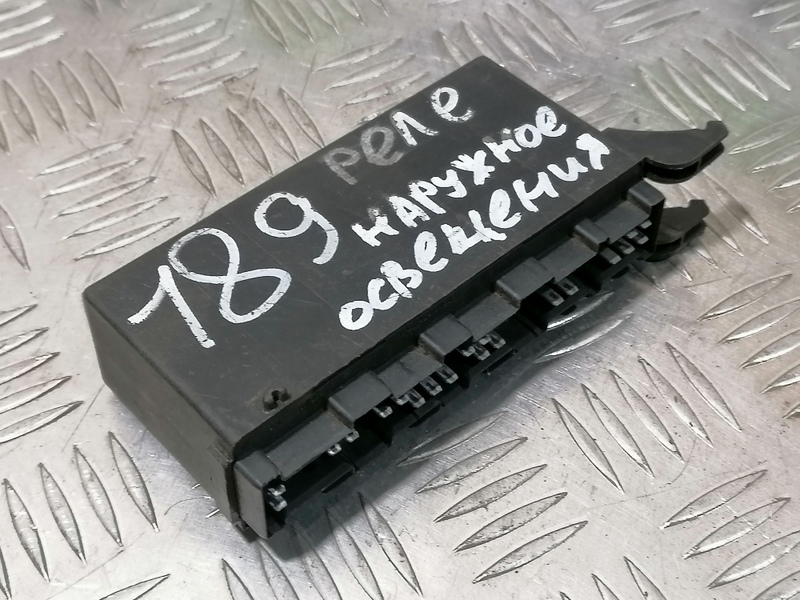 189
реле
наружное
освещения